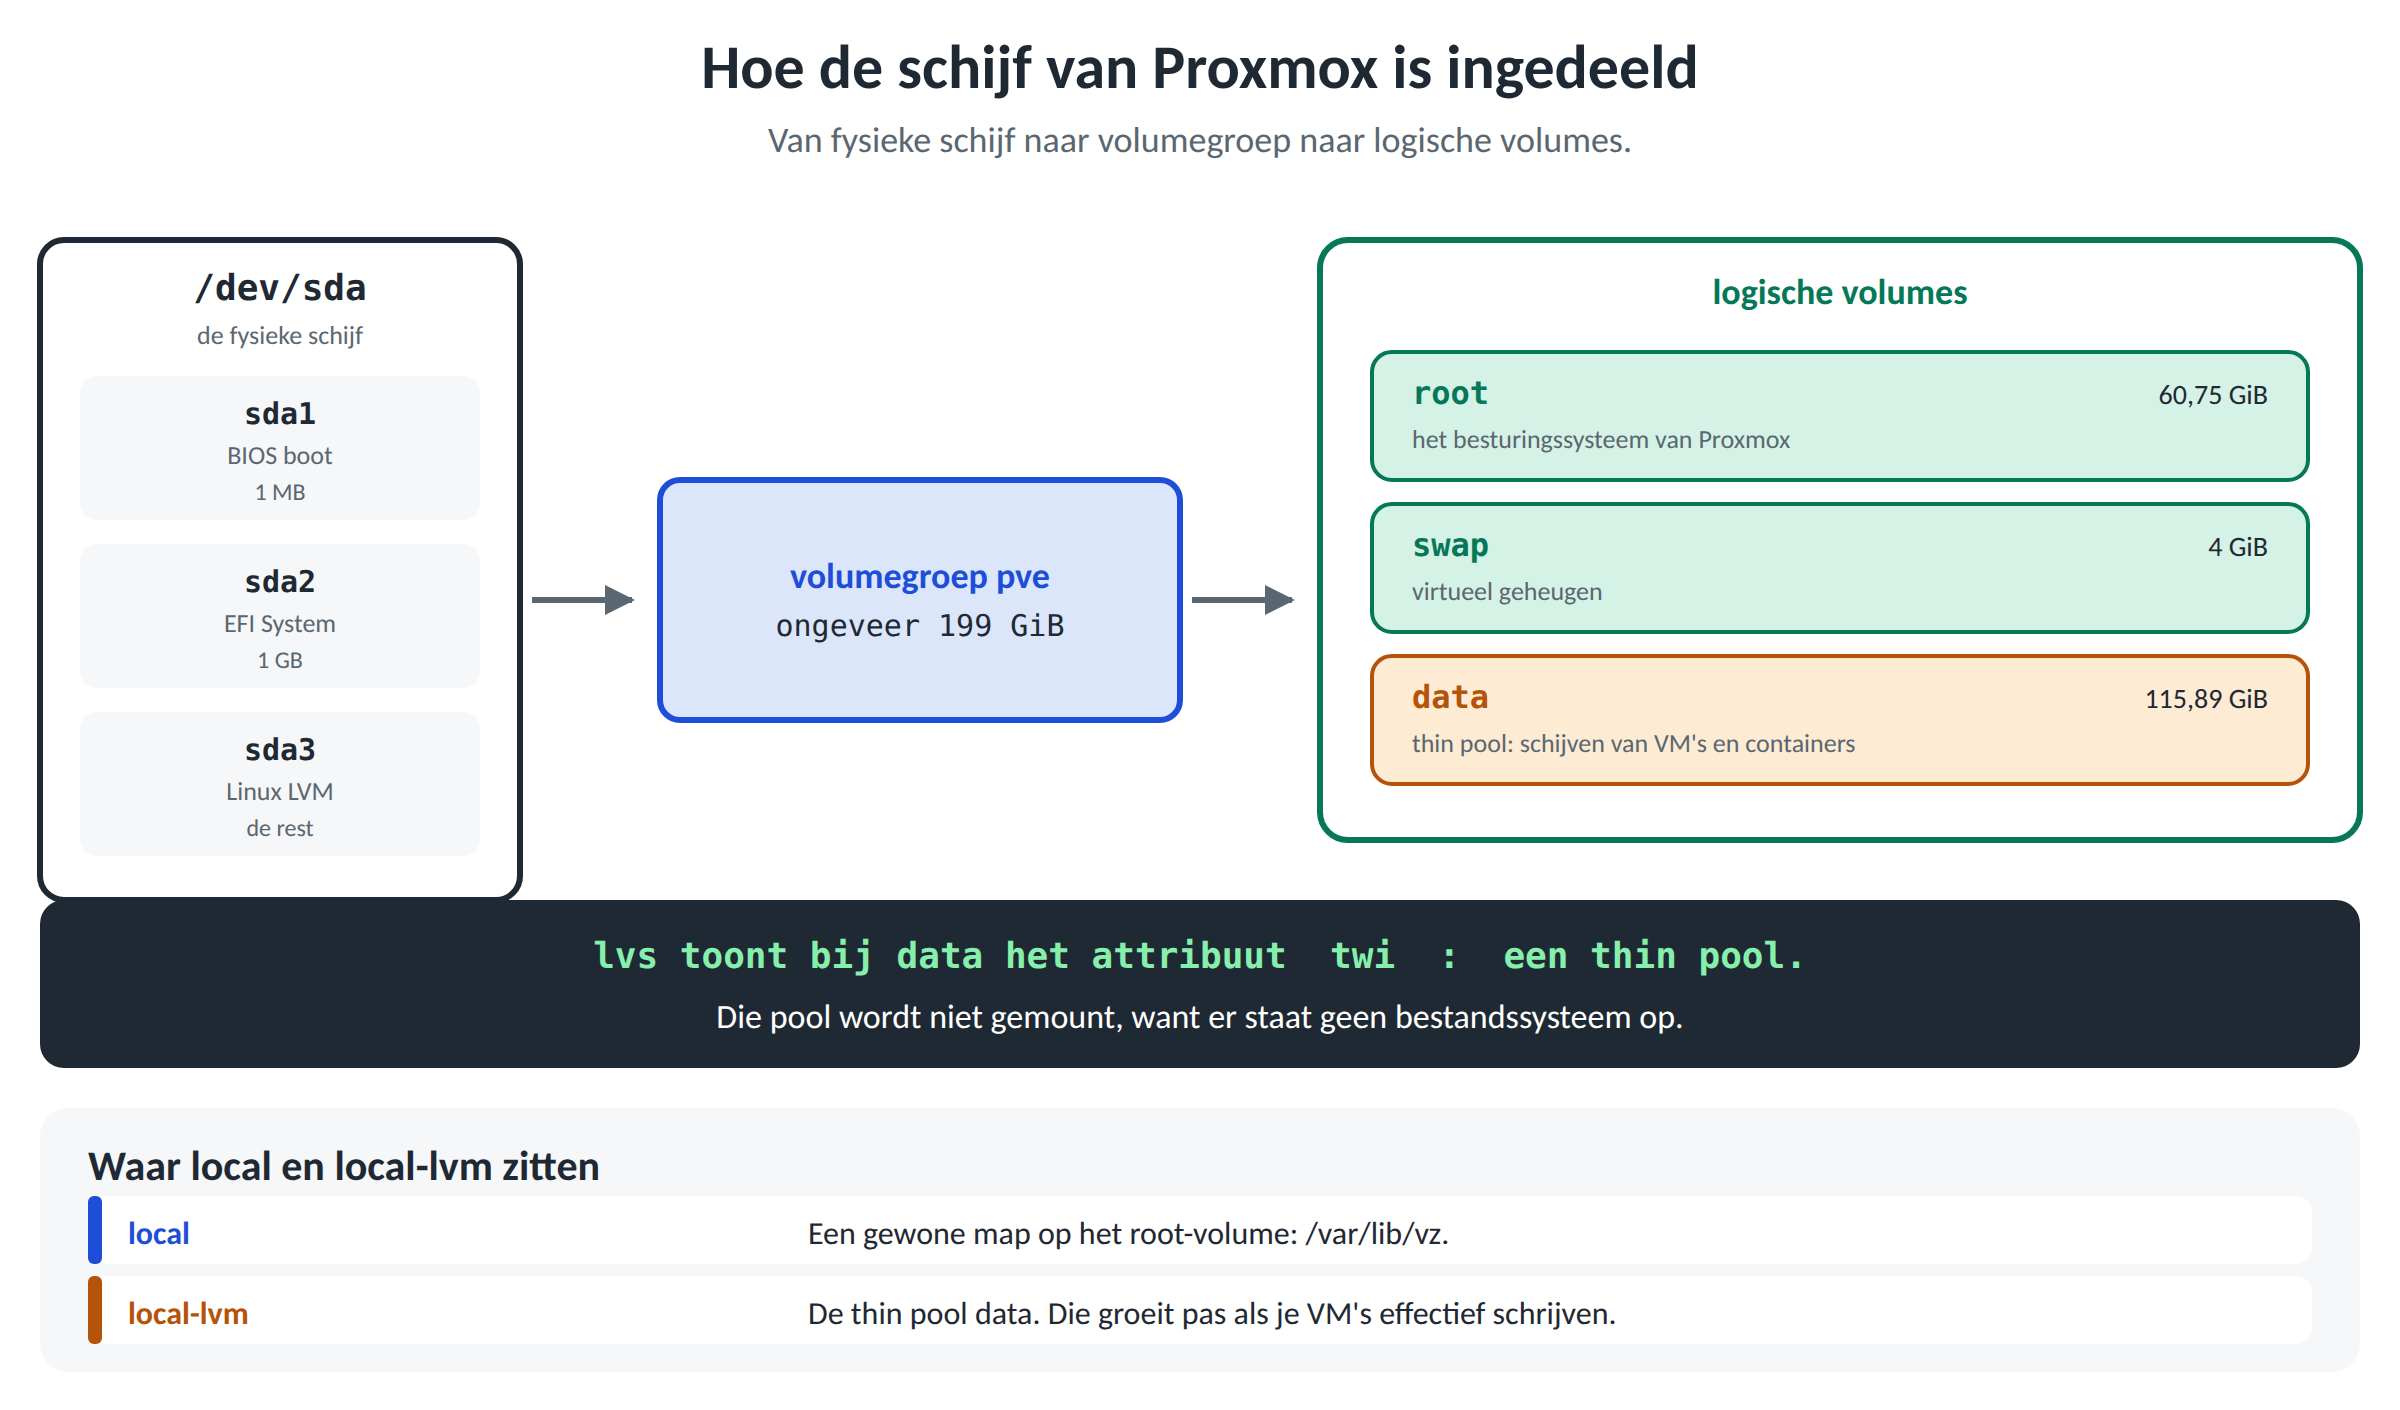 Hoe de schijf van Proxmox is ingedeeld
Van fysieke schijf naar volumegroep naar logische volumes.
/dev/sda
de fysieke schijf
sda1
BIOS boot
1 MB
sda2
EFI System
1 GB
sda3
Linux LVM
de rest
volumegroep pve
ongeveer 199 GiB
logische volumes
root 60,75 GiB
het besturingssysteem van Proxmox
swap 4 GiB
virtueel geheugen
data 115,89 GiB
thin pool: schijven van VM's en containers
lvs toont bij data het attribuut twi : een thin pool.
Die pool wordt niet gemount, want er staat geen bestandssysteem op.
Waar local en local-lvm zitten
local Een gewone map op het root-volume: /var/lib/vz.
local-lvm De thin pool data. Die groeit pas als je VM's effectief schrijven.